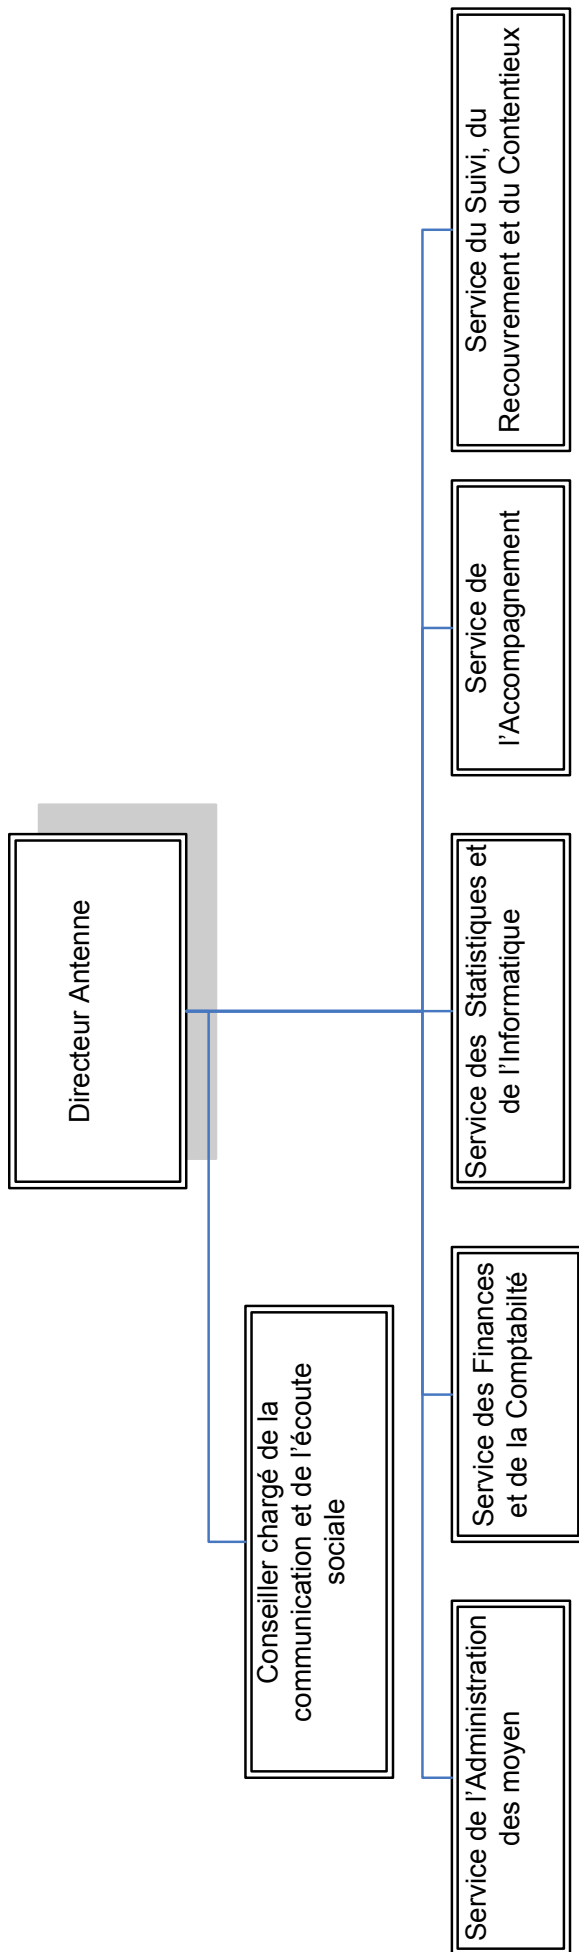 Directeur Antenne
Conseiller chargé de la
communication et de l'écoute
sociale
Service de l'Administration
des moyen
Service des Finances
et de la Comptabilté
Service des Statistiques et
de l'Informatique
Service de
l'Accompagnement
Service du Suivi, du
Recouvrement et du Contentieux